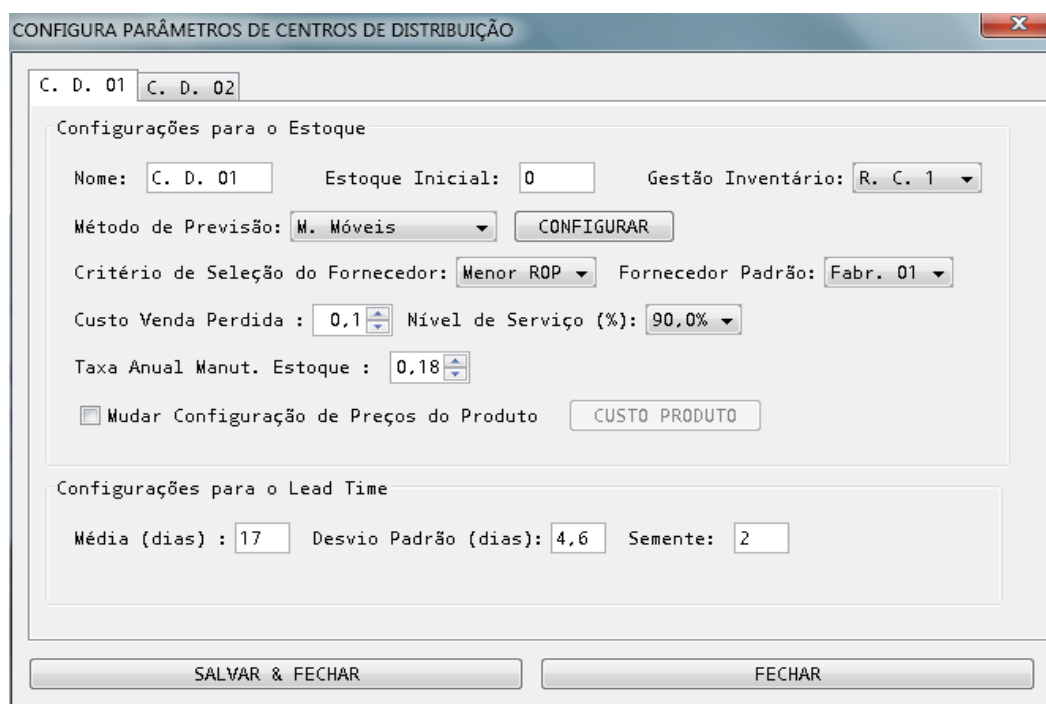 CONFIGURA PARÂMETROS DE CENTROS DE DISTRIBUIÇÃO
C. D. 01 C. D. 02
Configurações para o Estoque
Nome: C. D. 01 Estoque Inicial: 0 Gestão Inventário: R. C. 1
Método de Previsão: M. Móveis CONFIGURAR
Critério de Seleção do Fornecedor: Menor ROP Fornecedor Padrão: Fabr. 01
Custo Venda Perdida : 0,1 Nível de Serviço (%): 90,0%
Taxa Anual Manut. Estoque : 0,18
Mudar Configuração de Preços do Produto CUSTO PRODUTO
Configurações para o Lead Time
Média (dias) : 17 Desvio Padrão (dias): 4,6 Semente: 2
SALVAR & FECHAR FECHAR